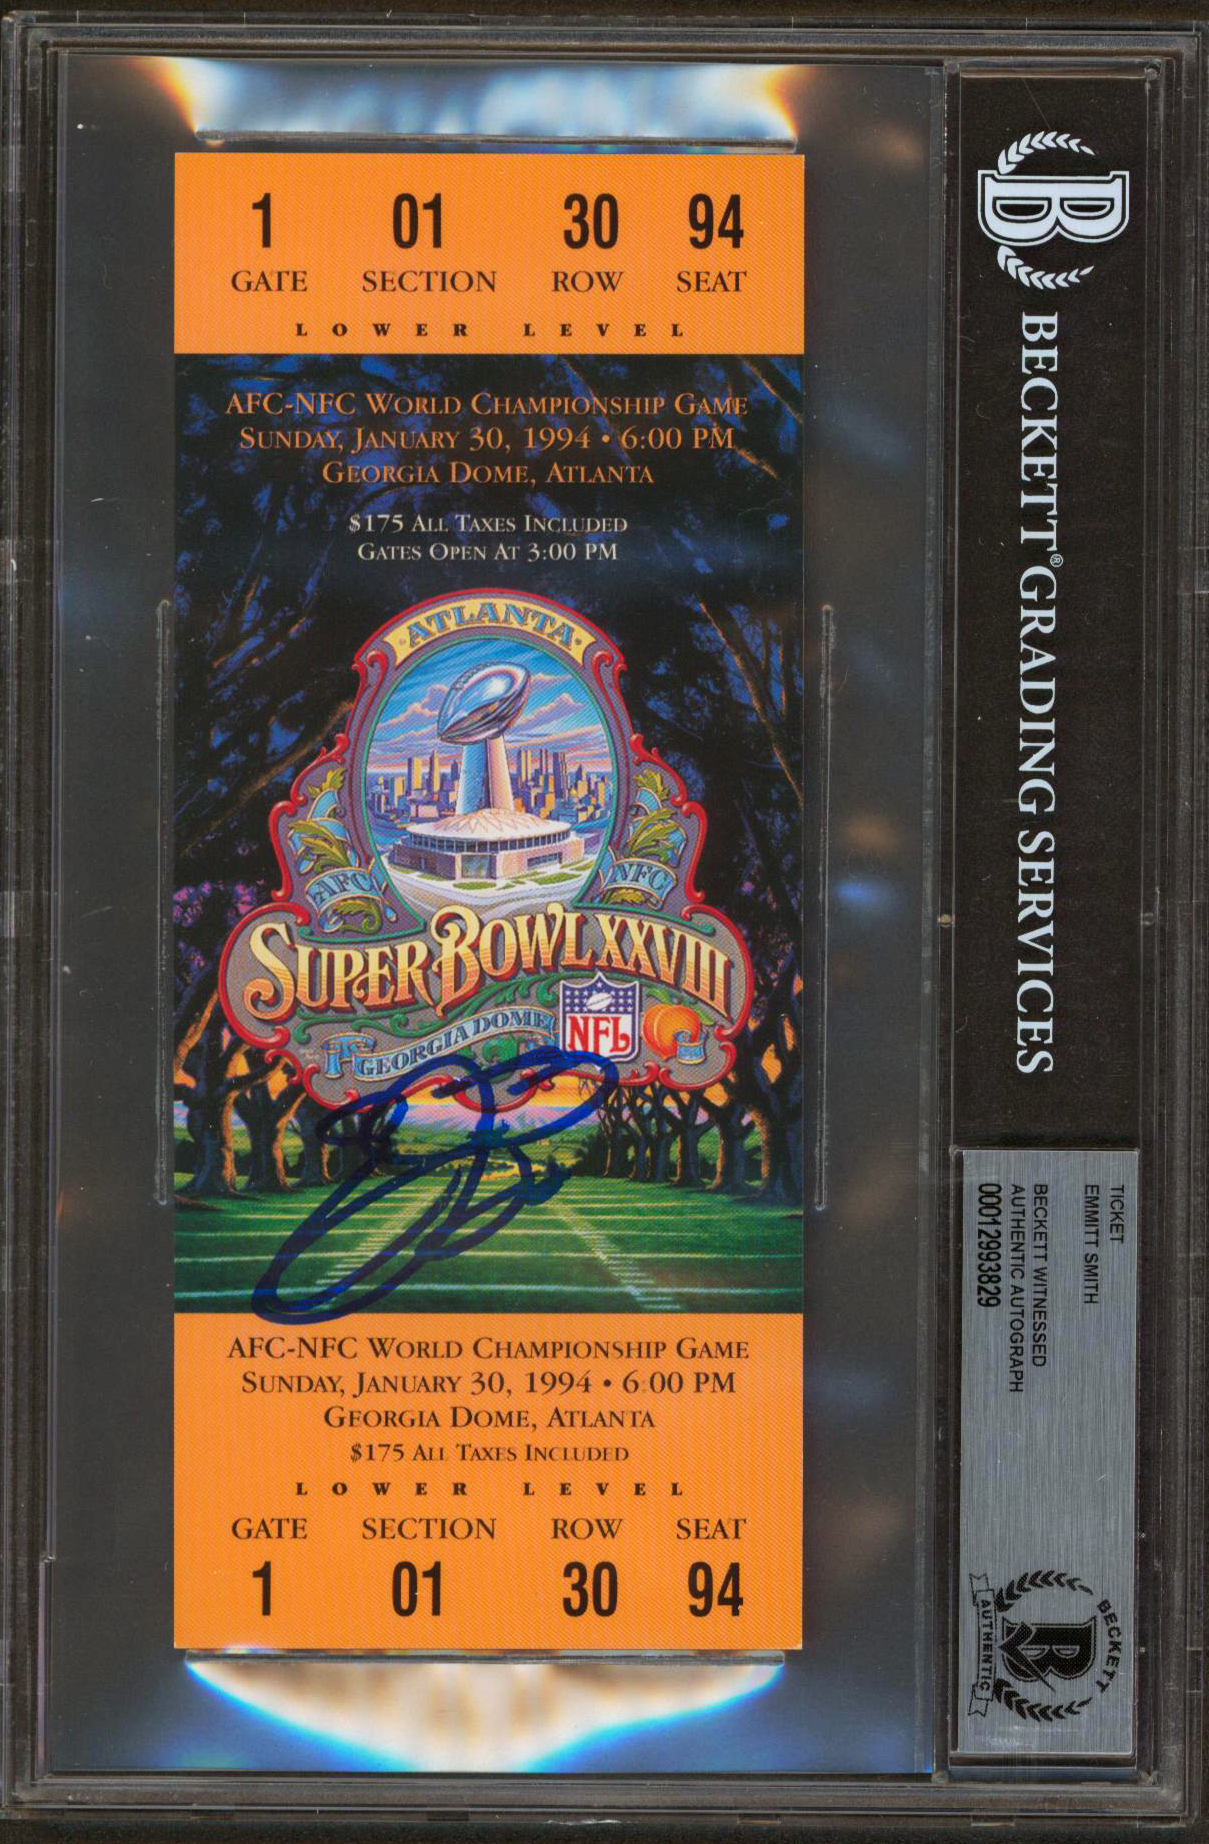 1 01 30 94
GATE SECTION ROW SEAT
LOWER LEVEL
AFC-NFC WORLD CHAMPIONSHIP GAME
SUNDAY, JANUARY 30, 1994 • 6:00 PM
GEORGIA DOME, ATLANTA
$175 ALL TAXES INCLUDED
GATES OPEN AT 3:00 PM
ATLANTA
AFC NFC
SUPER BOWL XXVIII
GEORGIA DOME
NFL
AFC-NFC WORLD CHAMPIONSHIP GAME
SUNDAY, JANUARY 30, 1994 • 6:00 PM
GEORGIA DOME, ATLANTA
$175 ALL TAXES INCLUDED
LOWER LEVEL
GATE SECTION ROW SEAT
1 01 30 94
B
BECKETT® GRADING SERVICES
TICKET
EMMITT SMITH
BECKETT WITNESSED
AUTHENTIC AUTOGRAPH
00012993829
BECKETT
B
AUTHENTIC